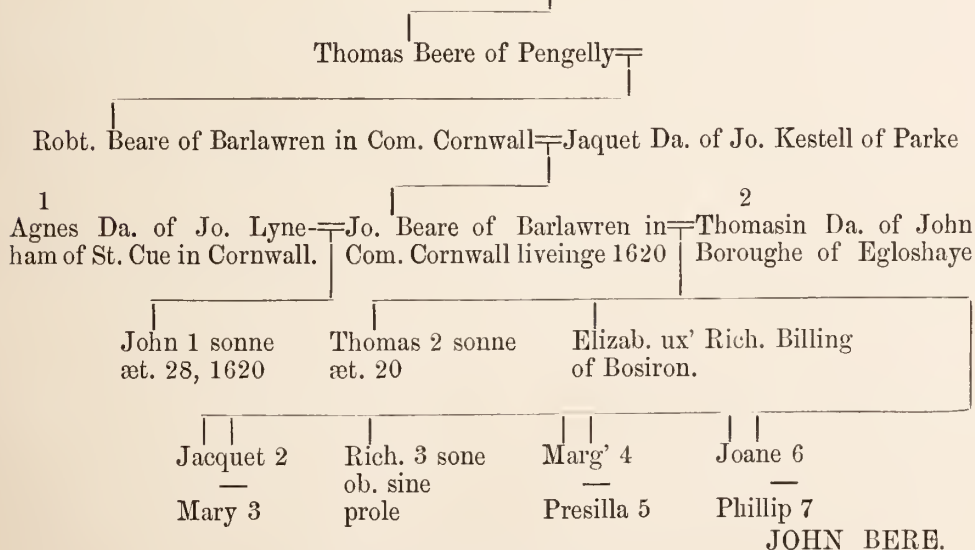 Thomas Beere of Pengelly
Robt. Beare of Barlawren in Com. Cornwall Jaquet Da. of Jo. Kestell of Parke
1
Agnes Da. of Jo. Lyne-
ham of St. Cue in Cornwall.
Jo. Beare of Barlawren in
Com. Cornwall liveinge 1620
2
Thomasin Da. of John
Boroughe of Egloshaye
John 1 sonne
æt. 28, 1620
Thomas 2 sonne
æt. 20
Elizab. ux' Rich. Billing
of Bosiron.
Jacquet 2
Mary 3
Rich. 3 sone
ob. sine
prole
Marg' 4
Presilla 5
Joane 6
Phillip 7
JOHN BERE.